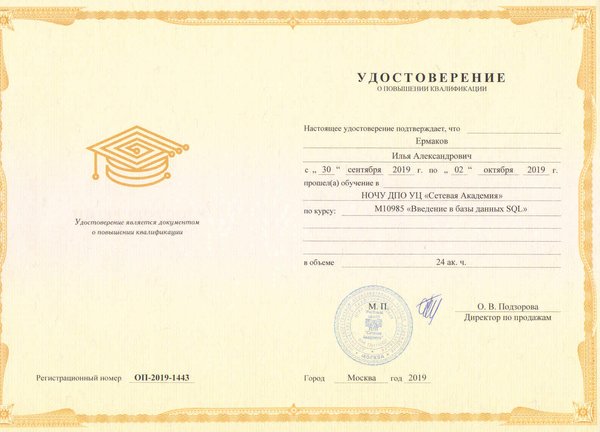 Удостоверение является документом
о повышении квалификации
Регистрационный номер ОП-2019-1443
УДОСТОВЕРЕНИЕ
О ПОВЫШЕНИИ КВАЛИФИКАЦИИ
Настоящее удостоверение подтверждает, что
Ермаков
Илья Александрович
с „ 30 “ сентября 2019 г. по „ 02 “ октября 2019 г.
прошел(а) обучение в
НОЧУ ДПО УЦ «Сетевая Академия»
по курсу: М10985 «Введение в базы данных SQL»
в объеме 24 ак. ч.
М. П.
О. В. Подзорова
Директор по продажам
МОСКВА
Город Москва год 2019